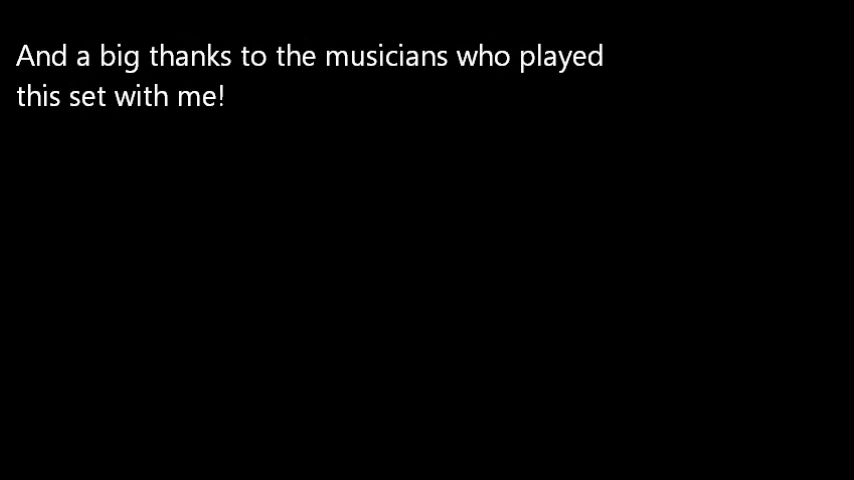 And a big thanks to the musicians who played
this set with me!